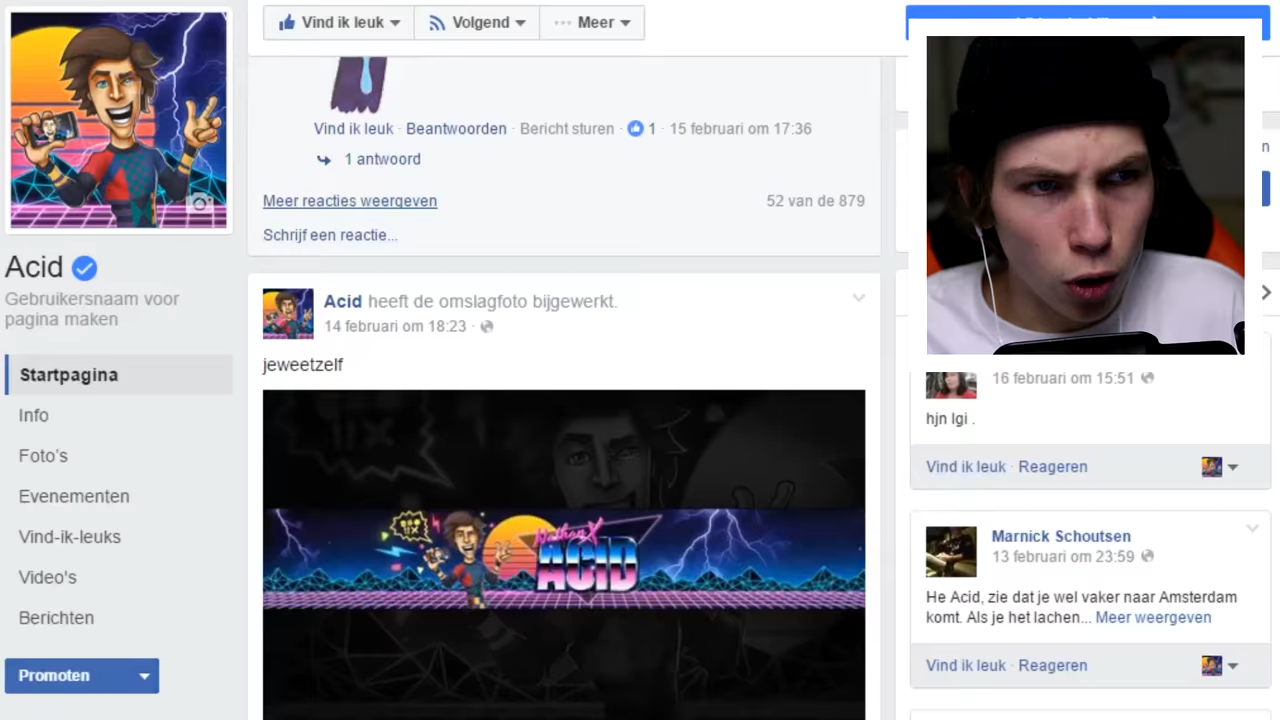 Vind ik leuk
Volgend
Meer
Vind ik leuk · Beantwoorden · Bericht sturen · 1 · 15 februari om 17:36
1 antwoord
Meer reacties weergeven
52 van de 879
Schrijf een reactie...
Acid
Gebruikersnaam voor
pagina maken
Startpagina
Info
Foto's
Evenementen
Vind-ik-leuks
Video's
Berichten
Promoten
Acid heeft de omslagfoto bijgewerkt.
14 februari om 18:23 ·
jeweetzelf
Nathan X
ACID
16 februari om 15:51
hjn lgi .
Vind ik leuk · Reageren
Marnick Schoutsen
13 februari om 23:59
He Acid, zie dat je wel vaker naar Amsterdam
komt. Als je het lachen... Meer weergeven
Vind ik leuk · Reageren